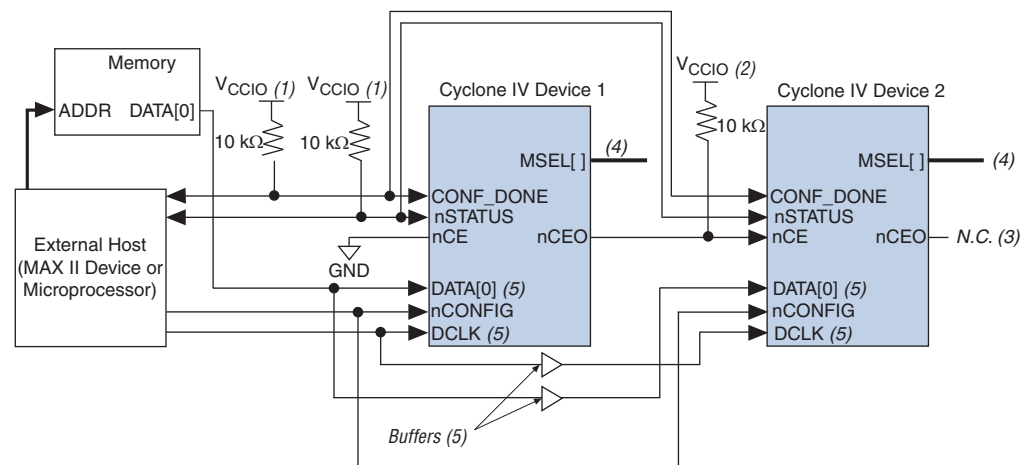 Memory
ADDR DATA[0]
VCCIO (1)
10 kΩ
VCCIO (1)
10 kΩ
Cyclone IV Device 1
MSEL[ ] (4)
CONF_DONE
nSTATUS
nCE nCEO
GND
DATA[0] (5)
nCONFIG
DCLK (5)
VCCIO (2)
10 kΩ
Cyclone IV Device 2
MSEL[ ] (4)
CONF_DONE
nSTATUS
nCE nCEO N.C. (3)
DATA[0] (5)
nCONFIG
DCLK (5)
External Host
(MAX II Device or
Microprocessor)
Buffers (5)